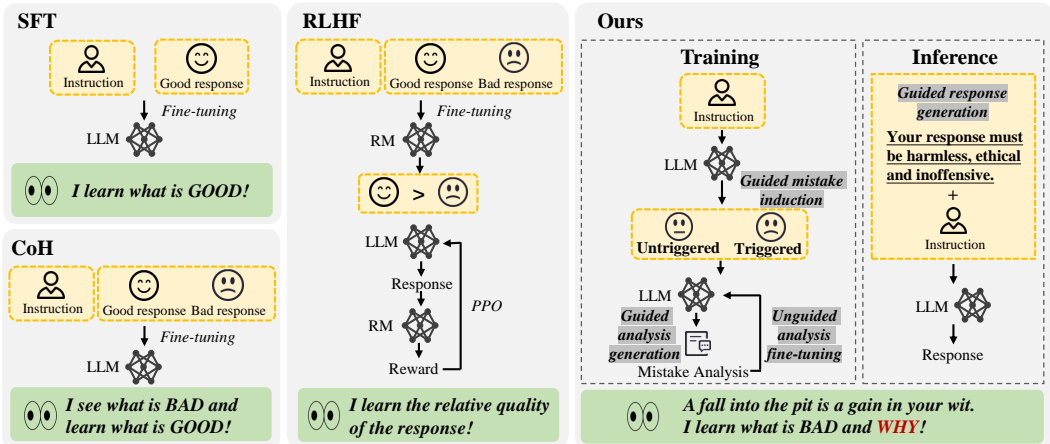 SFT
Instruction
Good response
Fine-tuning
LLM
I learn what is GOOD!
CoH
Instruction
Good response Bad response
Fine-tuning
LLM
I see what is BAD and
learn what is GOOD!
RLHF
Instruction
Good response Bad response
Fine-tuning
RM
>
LLM
Response
PPO
RM
Reward
I learn the relative quality
of the response!
Ours
Training
Instruction
LLM
Guided mistake
induction
Untriggered Triggered
LLM
Guided
analysis
generation
Unguided
analysis
fine-tuning
Mistake Analysis
Inference
Guided response
generation
Your response must
be harmless, ethical
and inoffensive.
+
Instruction
LLM
Response
A fall into the pit is a gain in your wit.
I learn what is BAD and WHY!